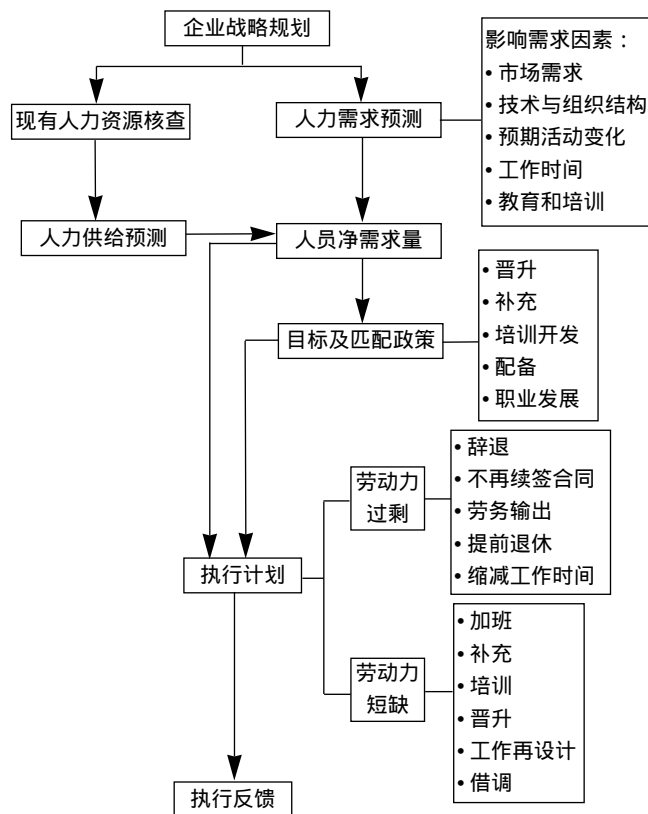 企业战略规划
影响需求因素：
• 市场需求
• 技术与组织结构
• 预期活动变化
• 工作时间
• 教育和培训
现有人力资源核查
人力需求预测
人力供给预测
人员净需求量
• 晋升
• 补充
• 培训开发
• 配备
• 职业发展
目标及匹配政策
劳动力
过剩
• 辞退
• 不再续签合同
• 劳务输出
• 提前退休
• 缩减工作时间
执行计划
劳动力
短缺
• 加班
• 补充
• 培训
• 晋升
• 工作再设计
• 借调
执行反馈